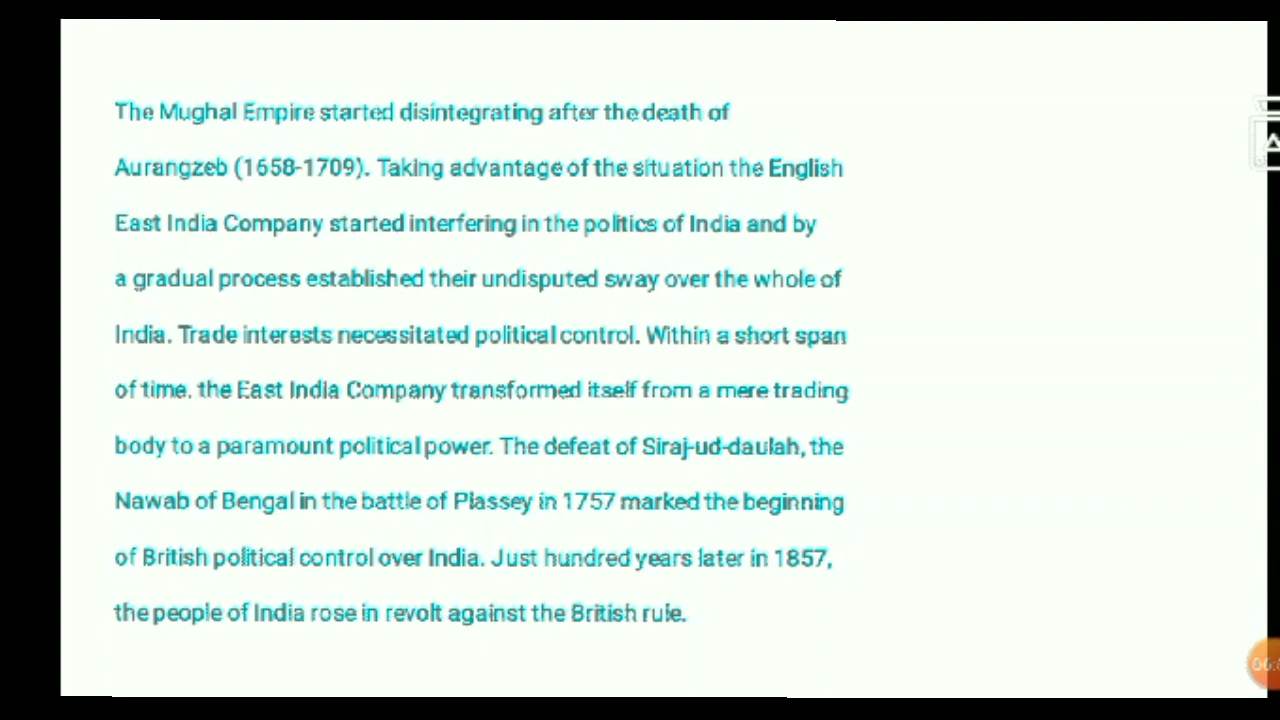 The Mughal Empire started disintegrating after the death of
Aurangzeb (1658-1709). Taking advantage of the situation the English
East India Company started interfering in the politics of India and by
a gradual process established their undisputed sway over the whole of
India. Trade interests necessitated political control. Within a short span
of time. the East India Company transformed itself from a mere trading
body to a paramount political power. The defeat of Siraj-ud-daulah, the
Nawab of Bengal in the battle of Plassey in 1757 marked the beginning
of British political control over India. Just hundred years later in 1857,
the people of India rose in revolt against the British rule.